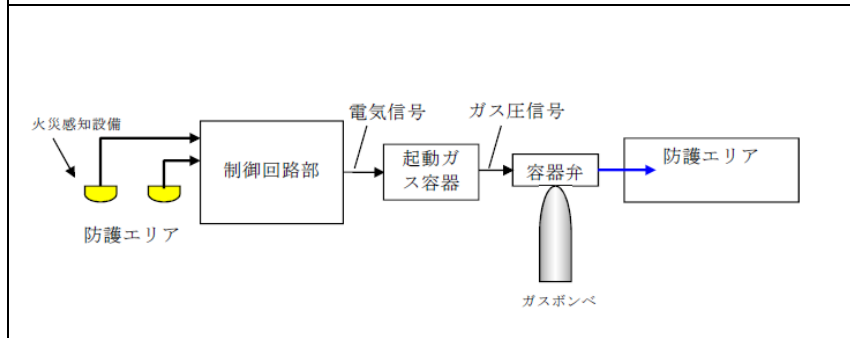 火災感知設備
防護エリア
制御回路部
電気信号
起動ガ
ス容器
ガス圧信号
容器弁
ガスボンベ
防護エリア